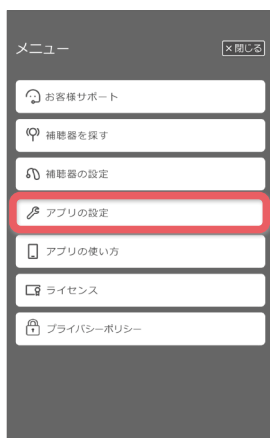 メニュー
×閉じる
お客様サポート
補聴器を探す
補聴器の設定
アプリの設定
アプリの使い方
ライセンス
プライバシーポリシー